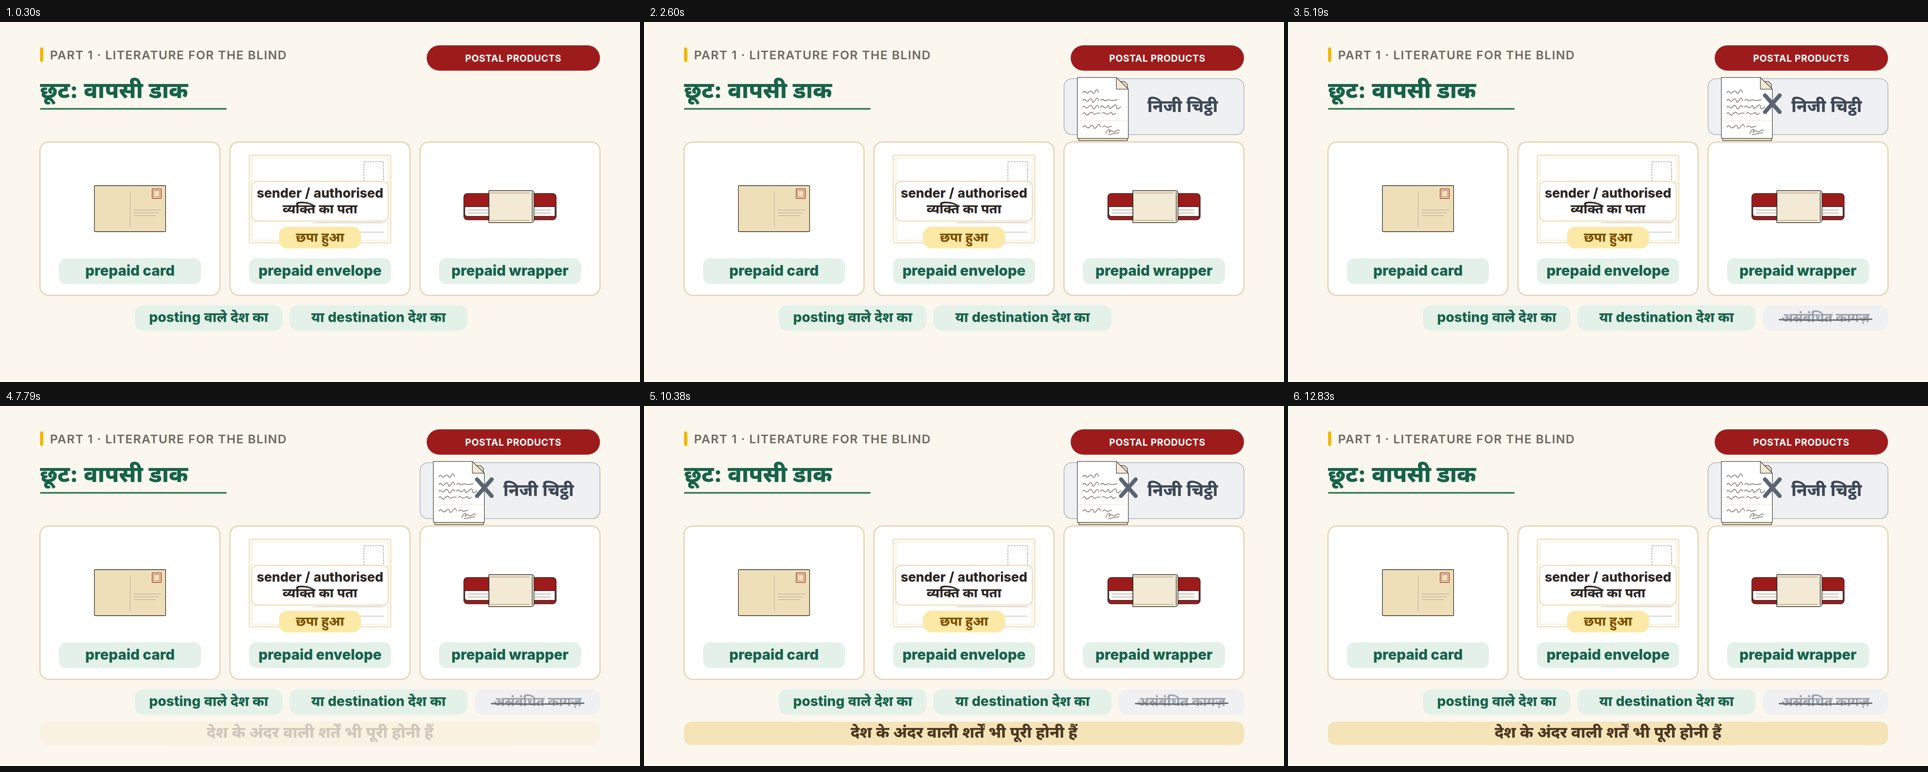 1. 0.30s
PART 1 · LITERATURE FOR THE BLIND
POSTAL PRODUCTS
छूट: वापसी डाक
sender / authorised
व्यक्ति का पता
छपा हुआ
prepaid card
prepaid envelope
prepaid wrapper
posting वाले देश का
या destination देश का
2. 2.60s
PART 1 · LITERATURE FOR THE BLIND
POSTAL PRODUCTS
छूट: वापसी डाक
निजी चिट्ठी
sender / authorised
व्यक्ति का पता
छपा हुआ
prepaid card
prepaid envelope
prepaid wrapper
posting वाले देश का
या destination देश का
3. 5.19s
PART 1 · LITERATURE FOR THE BLIND
POSTAL PRODUCTS
छूट: वापसी डाक
निजी चिट्ठी
sender / authorised
व्यक्ति का पता
छपा हुआ
prepaid card
prepaid envelope
prepaid wrapper
posting वाले देश का
या destination देश का
असंबंधित कागज़
4. 7.79s
PART 1 · LITERATURE FOR THE BLIND
POSTAL PRODUCTS
छूट: वापसी डाक
निजी चिट्ठी
sender / authorised
व्यक्ति का पता
छपा हुआ
prepaid card
prepaid envelope
prepaid wrapper
posting वाले देश का
या destination देश का
असंबंधित कागज़
देश के अंदर वाली शर्तें भी पूरी होनी हैं
5. 10.38s
PART 1 · LITERATURE FOR THE BLIND
POSTAL PRODUCTS
छूट: वापसी डाक
निजी चिट्ठी
sender / authorised
व्यक्ति का पता
छपा हुआ
prepaid card
prepaid envelope
prepaid wrapper
posting वाले देश का
या destination देश का
असंबंधित कागज़
देश के अंदर वाली शर्तें भी पूरी होनी हैं
6. 12.83s
PART 1 · LITERATURE FOR THE BLIND
POSTAL PRODUCTS
छूट: वापसी डाक
निजी चिट्ठी
sender / authorised
व्यक्ति का पता
छपा हुआ
prepaid card
prepaid envelope
prepaid wrapper
posting वाले देश का
या destination देश का
असंबंधित कागज़
देश के अंदर वाली शर्तें भी पूरी होनी हैं